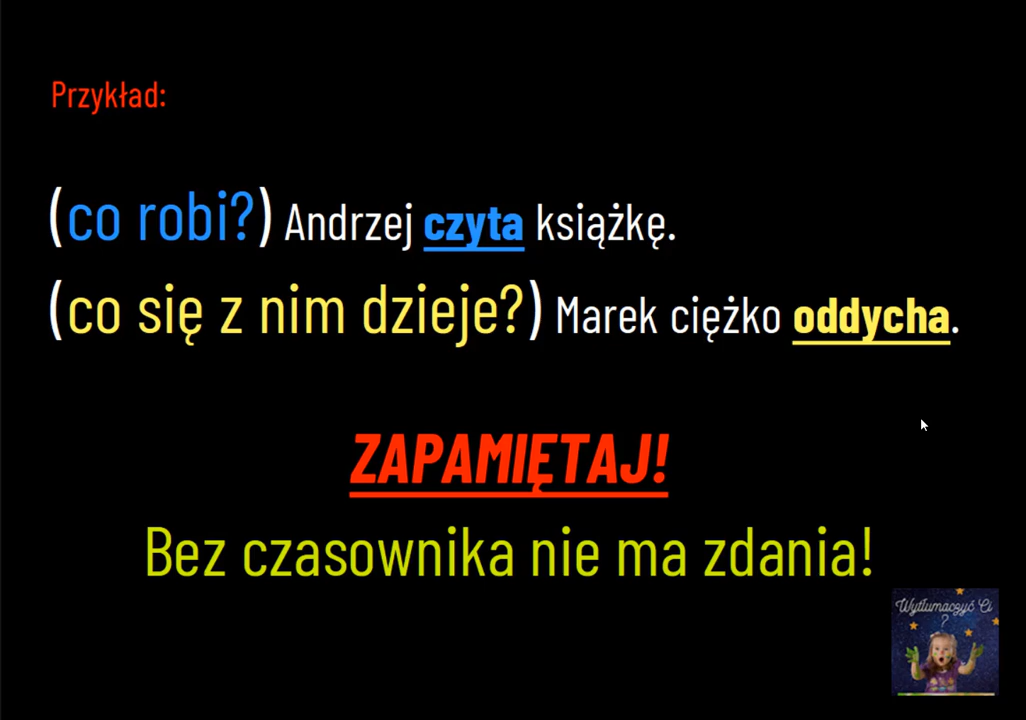 Przykład:
(co robi?) Andrzej czyta książkę.
(co się z nim dzieje?) Marek ciężko oddycha.
ZAPAMIĘTAJ!
Bez czasownika nie ma zdania!
Wytłumaczyć Ci
?